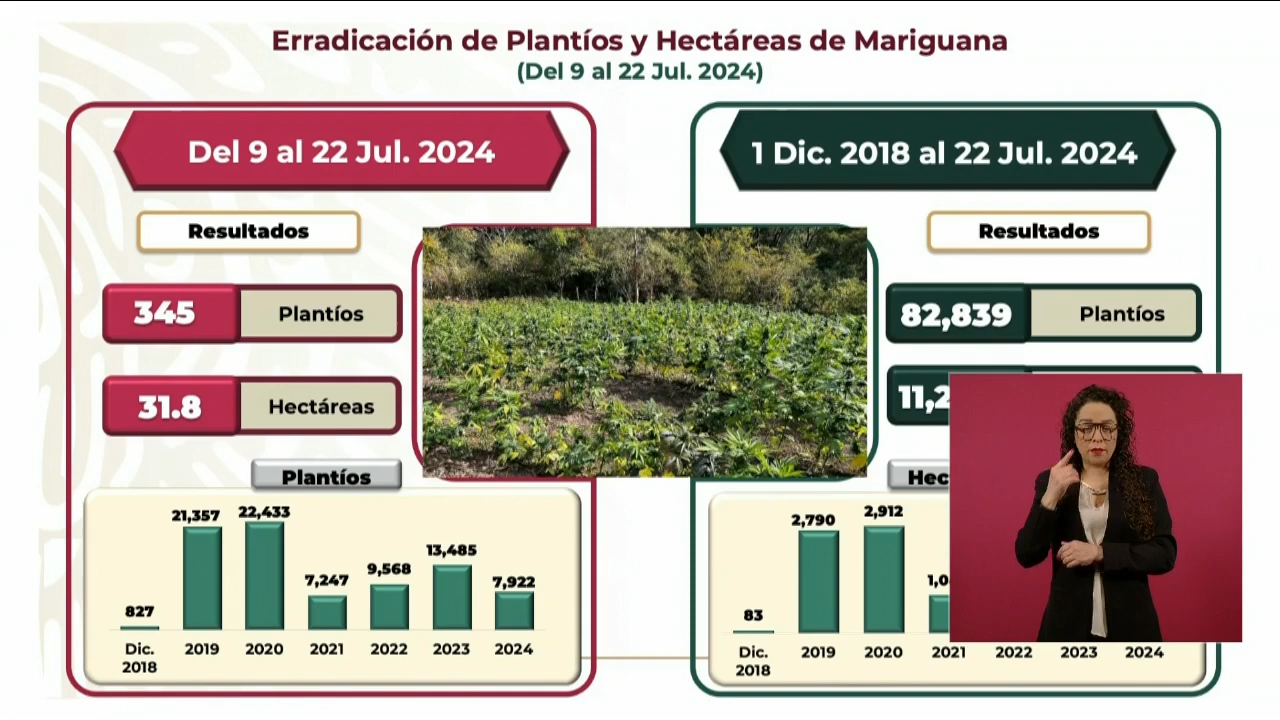 Erradicación de Plantíos y Hectáreas de Mariguana
(Del 9 al 22 Jul. 2024)
Del 9 al 22 Jul. 2024
Resultados
345 Plantíos
31.8 Hectáreas
Plantíos
21,357
22,433
7,247
9,568
13,485
7,922
827
Dic. 2018
2019
2020
2021
2022
2023
2024
1 Dic. 2018 al 22 Jul. 2024
Resultados
82,839 Plantíos
2,790
2,912
83
Dic. 2018
2019
2020
2021
2022
2023
2024